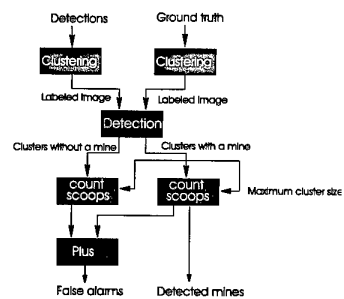 Detections
Ground truth
Clustering
Clustering
Labeled image
Labeled image
Detection
Clusters without a mine
Clusters with a mine
count
scoops
count
scoops
Maximum cluster size
Plus
False alarms
Detected mines